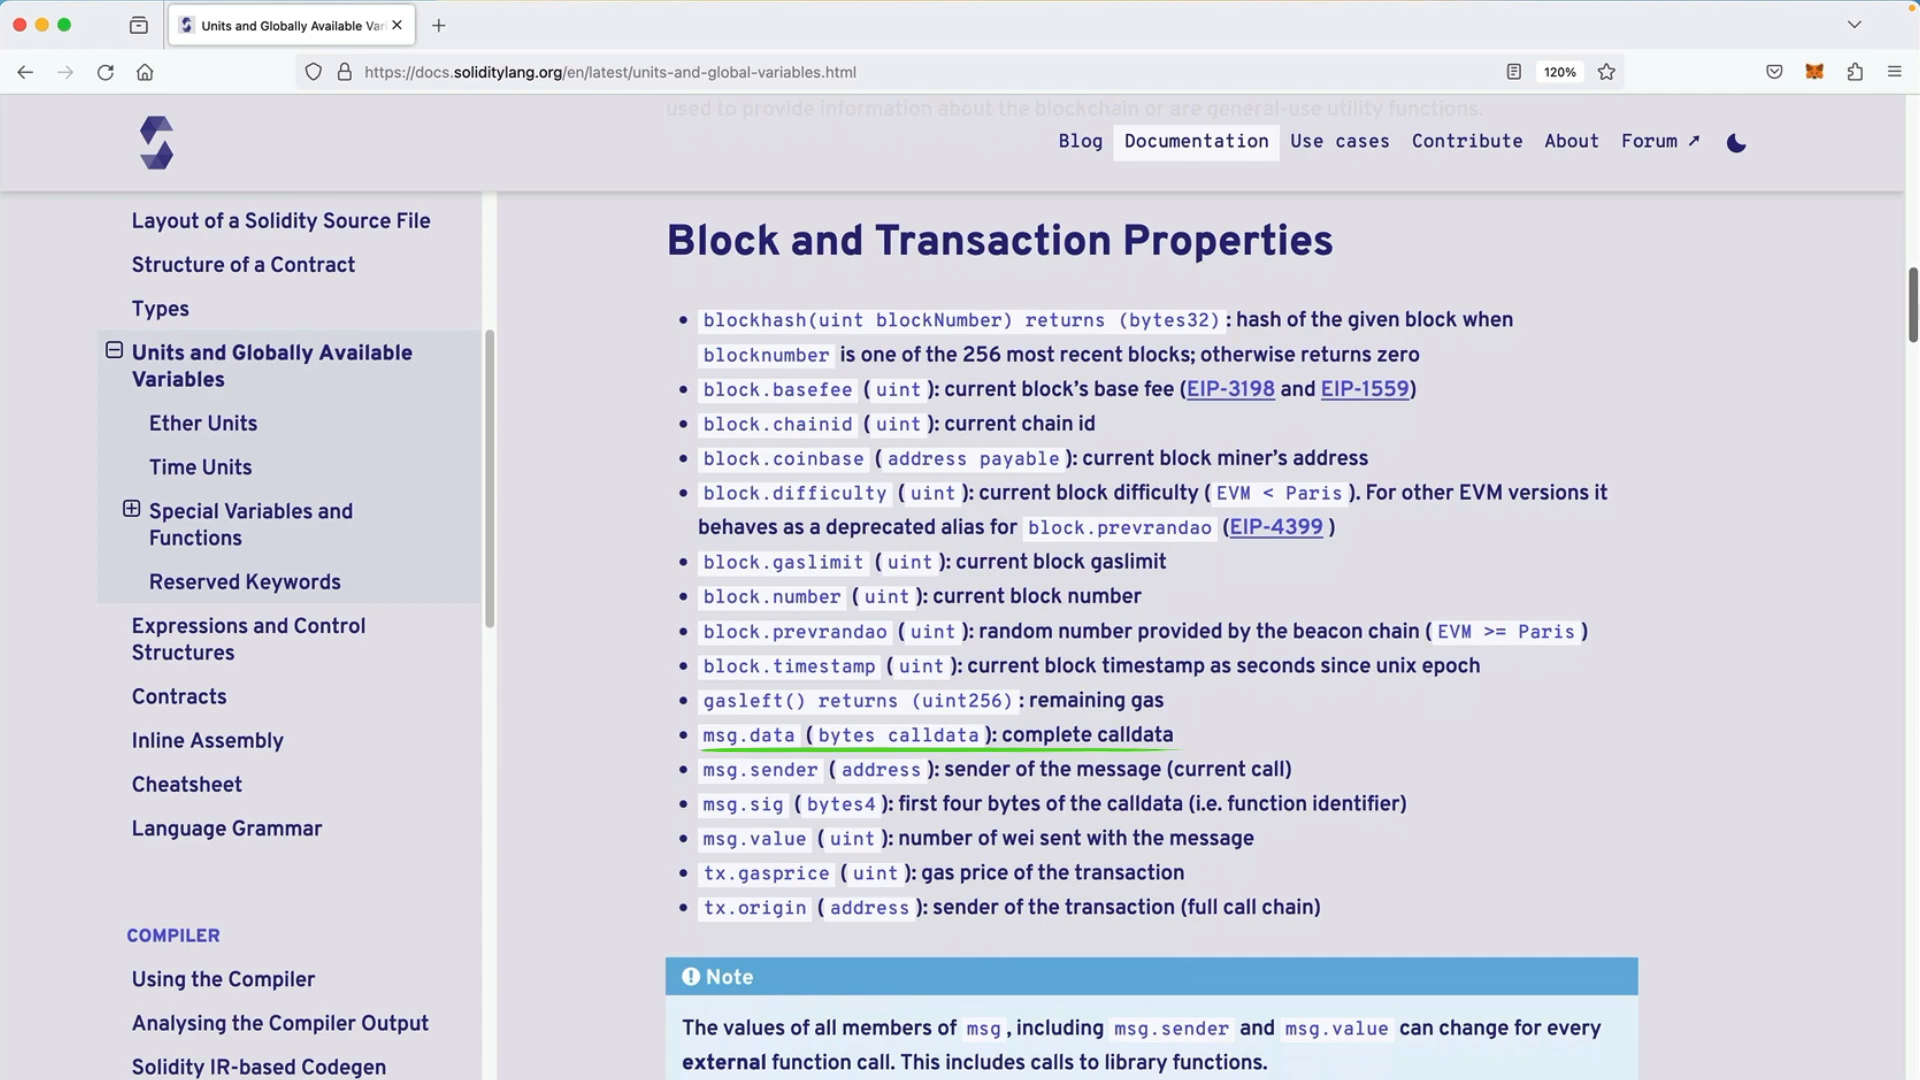 Units and Globally Available Var
https://docs.soliditylang.org/en/latest/units-and-global-variables.html
120%
used to provide information about the blockchain or are general-use utility functions.
Blog Documentation Use cases Contribute About Forum ↗
Layout of a Solidity Source File
Structure of a Contract
Types
Units and Globally Available
Variables
Ether Units
Time Units
Special Variables and
Functions
Reserved Keywords
Expressions and Control
Structures
Contracts
Inline Assembly
Cheatsheet
Language Grammar
COMPILER
Using the Compiler
Analysing the Compiler Output
Solidity IR-based Codegen
Block and Transaction Properties
• blockhash(uint blockNumber) returns (bytes32) : hash of the given block when
blocknumber is one of the 256 most recent blocks; otherwise returns zero
• block.basefee ( uint ): current block’s base fee (EIP-3198 and EIP-1559)
• block.chainid ( uint ): current chain id
• block.coinbase ( address payable ): current block miner’s address
• block.difficulty ( uint ): current block difficulty ( EVM < Paris ). For other EVM versions it
behaves as a deprecated alias for block.prevrandao (EIP-4399 )
• block.gaslimit ( uint ): current block gaslimit
• block.number ( uint ): current block number
• block.prevrandao ( uint ): random number provided by the beacon chain ( EVM >= Paris )
• block.timestamp ( uint ): current block timestamp as seconds since unix epoch
• gasleft() returns (uint256) : remaining gas
• msg.data ( bytes calldata ): complete calldata
• msg.sender ( address ): sender of the message (current call)
• msg.sig ( bytes4 ): first four bytes of the calldata (i.e. function identifier)
• msg.value ( uint ): number of wei sent with the message
• tx.gasprice ( uint ): gas price of the transaction
• tx.origin ( address ): sender of the transaction (full call chain)
Note
The values of all members of msg , including msg.sender and msg.value can change for every
external function call. This includes calls to library functions.